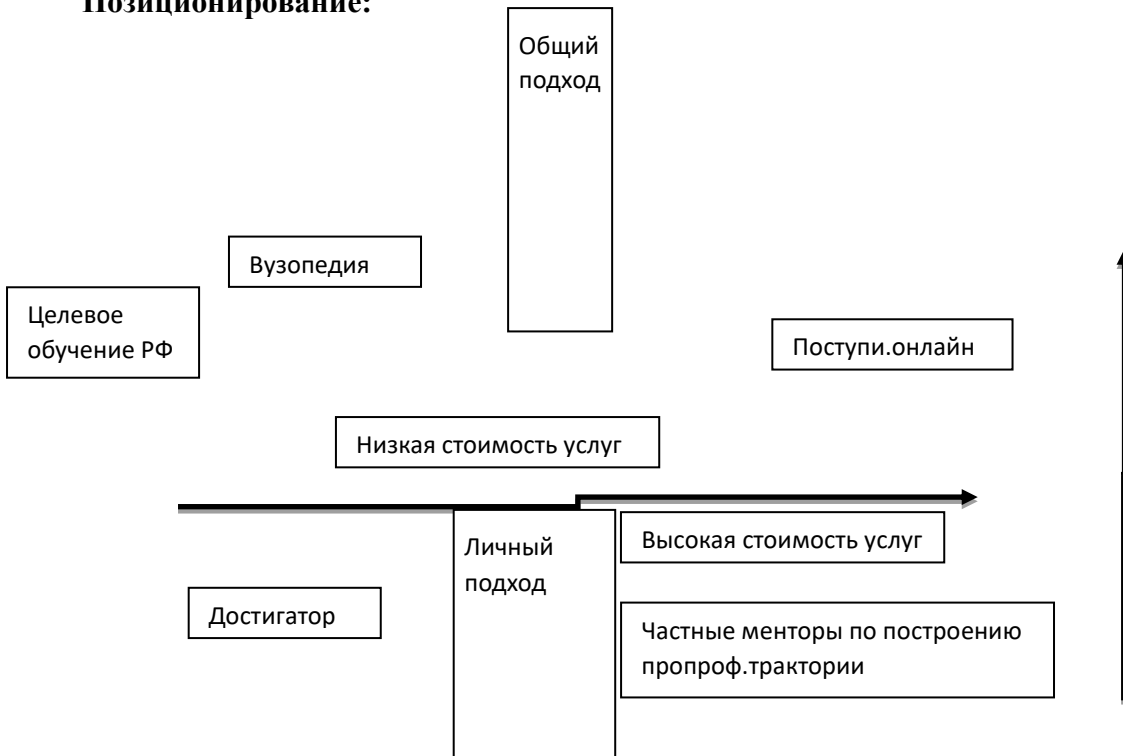 Позиционирование:
Общий
подход
Вузопедия
Целевое
обучение РФ
Поступи.онлайн
Низкая стоимость услуг
Личный
подход
Высокая стоимость услуг
Достигатор
Частные менторы по построению
пропроф.трактории